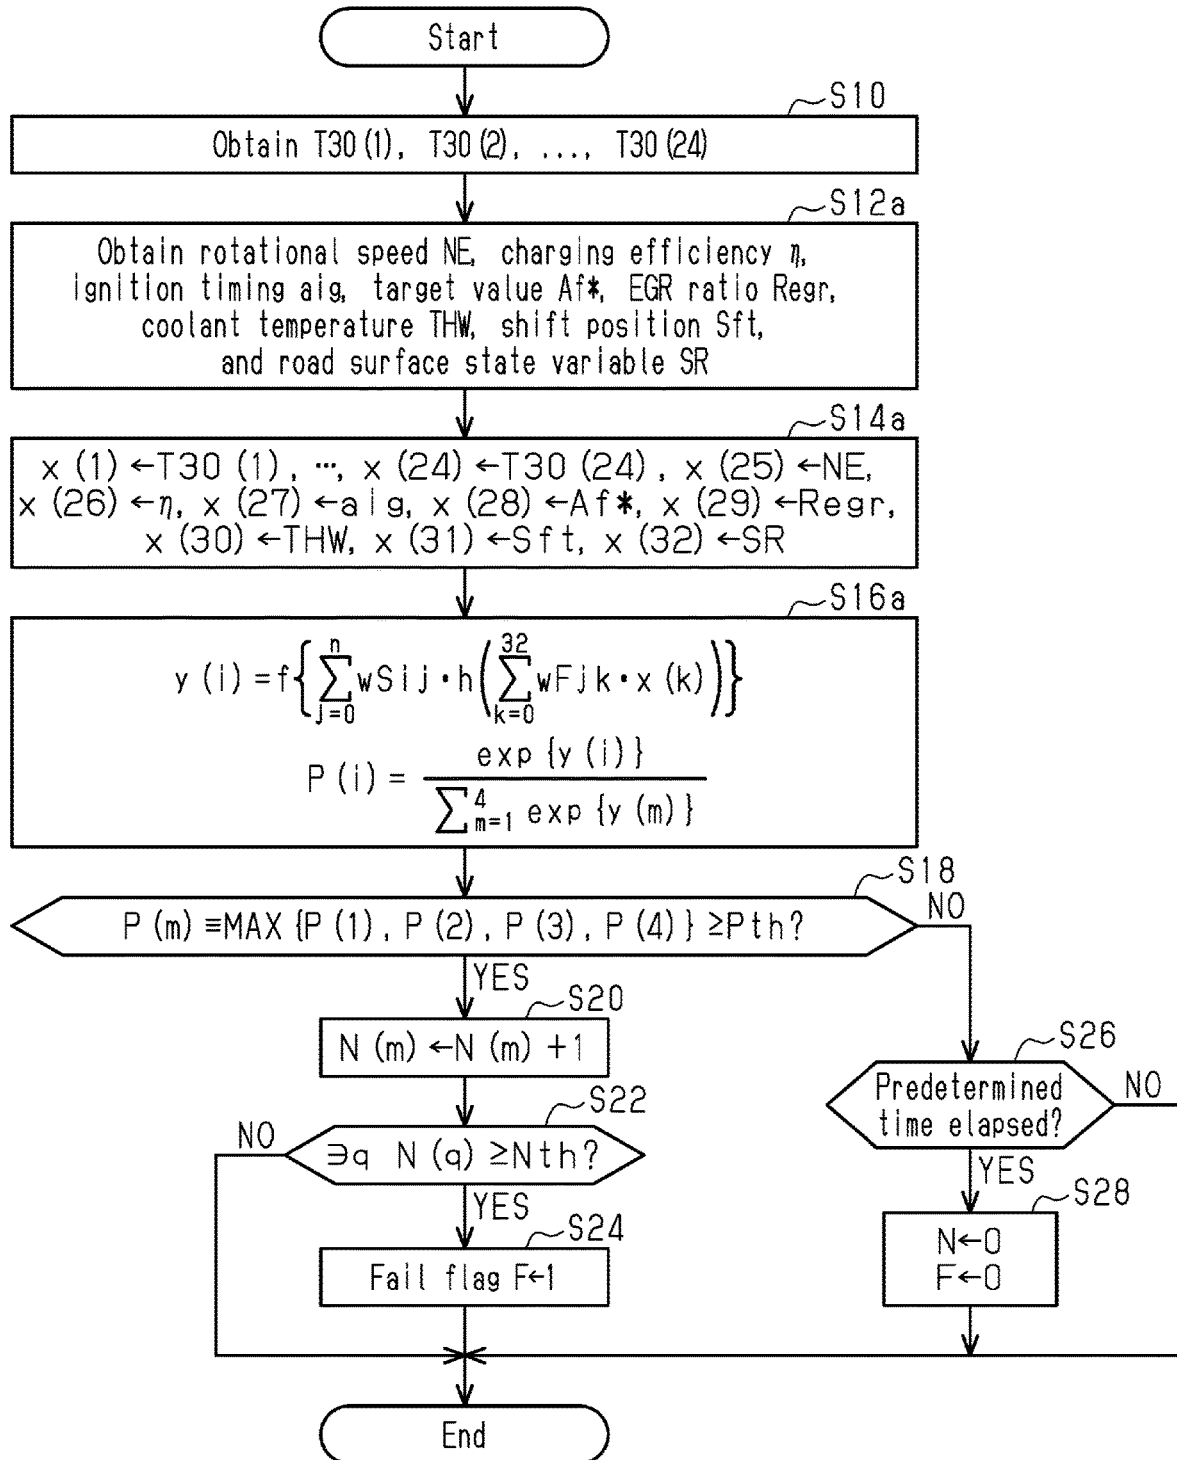 Start
S10
Obtain T30(1), T30(2), ..., T30(24)
S12a
Obtain rotational speed NE, charging efficiency η,
ignition timing aig, target value Af*, EGR ratio Regr,
coolant temperature THW, shift position Sft,
and road surface state variable SR
S14a
x (1) ←T30 (1) , …, x (24) ←T30 (24) , x (25) ←NE,
x (26) ←η, x (27) ←aig, x (28) ←Af*, x (29) ←Regr,
x (30) ←THW, x (31) ←Sft, x (32) ←SR
S16a
y (i) =f{∑_{j=0}^{n} wSij・h(∑_{k=0}^{32} wFjk・x (k))}
P (i) = exp {y (i) } / ∑_{m=1}^{4} exp {y (m) }
S18
P (m) ≡MAX {P (1) , P (2) , P (3) , P (4) } ≥Pth?
NO
YES
S20
N (m) ←N (m) +1
S26
Predetermined
time elapsed?
NO
S22
NO
∋q N (q) ≥Nth?
YES
YES
S24
Fail flag F←1
S28
N←0
F←0
End